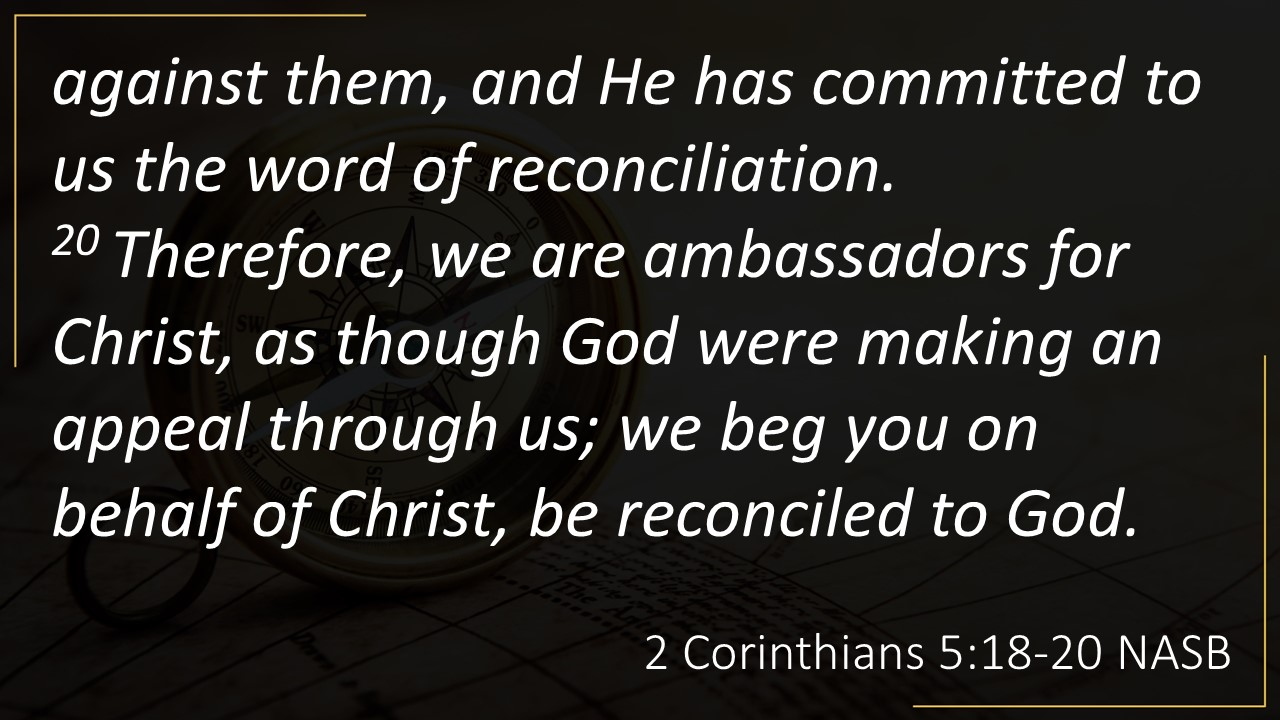 against them, and He has committed to
us the word of reconciliation.
20 Therefore, we are ambassadors for
Christ, as though God were making an
appeal through us; we beg you on
behalf of Christ, be reconciled to God.
2 Corinthians 5:18-20 NASB
SW
SE
W